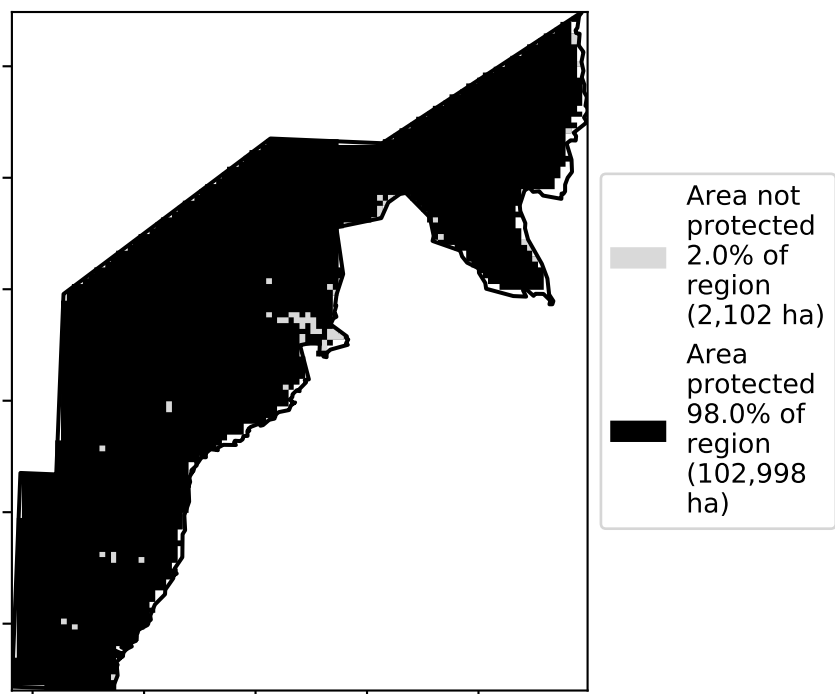 Area not
protected
2.0% of
region
(2,102 ha)
Area
protected
98.0% of
region
(102,998
ha)